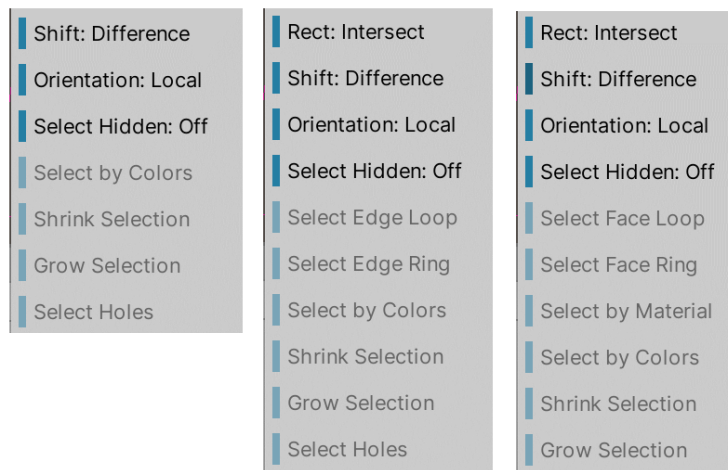 Shift: Difference
Orientation: Local
Select Hidden: Off
Select by Colors
Shrink Selection
Grow Selection
Select Holes
Rect: Intersect
Shift: Difference
Orientation: Local
Select Hidden: Off
Select Edge Loop
Select Edge Ring
Select by Colors
Shrink Selection
Grow Selection
Select Holes
Rect: Intersect
Shift: Difference
Orientation: Local
Select Hidden: Off
Select Face Loop
Select Face Ring
Select by Material
Select by Colors
Shrink Selection
Grow Selection